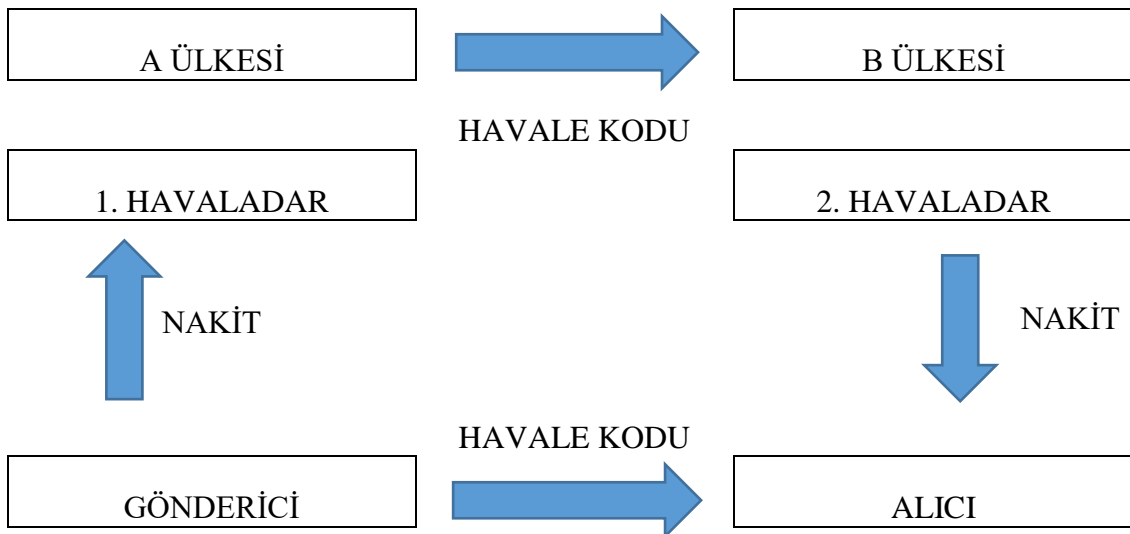 A ÜLKESİ
B ÜLKESİ
HAVALE KODU
1. HAVALADAR
2. HAVALADAR
NAKİT
NAKİT
HAVALE KODU
GÖNDERİCİ
ALICI